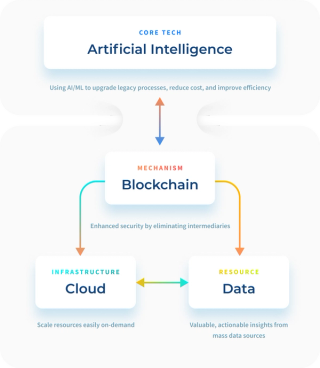 CORE TECH
Artificial Intelligence
Using AI/ML to upgrade legacy processes, reduce cost, and improve efficiency
MECHANISM
Blockchain
Enhanced security by eliminating intermediaries
INFRASTRUCTURE
Cloud
Scale resources easily on-demand
RESOURCE
Data
Valuable, actionable insights from
mass data sources